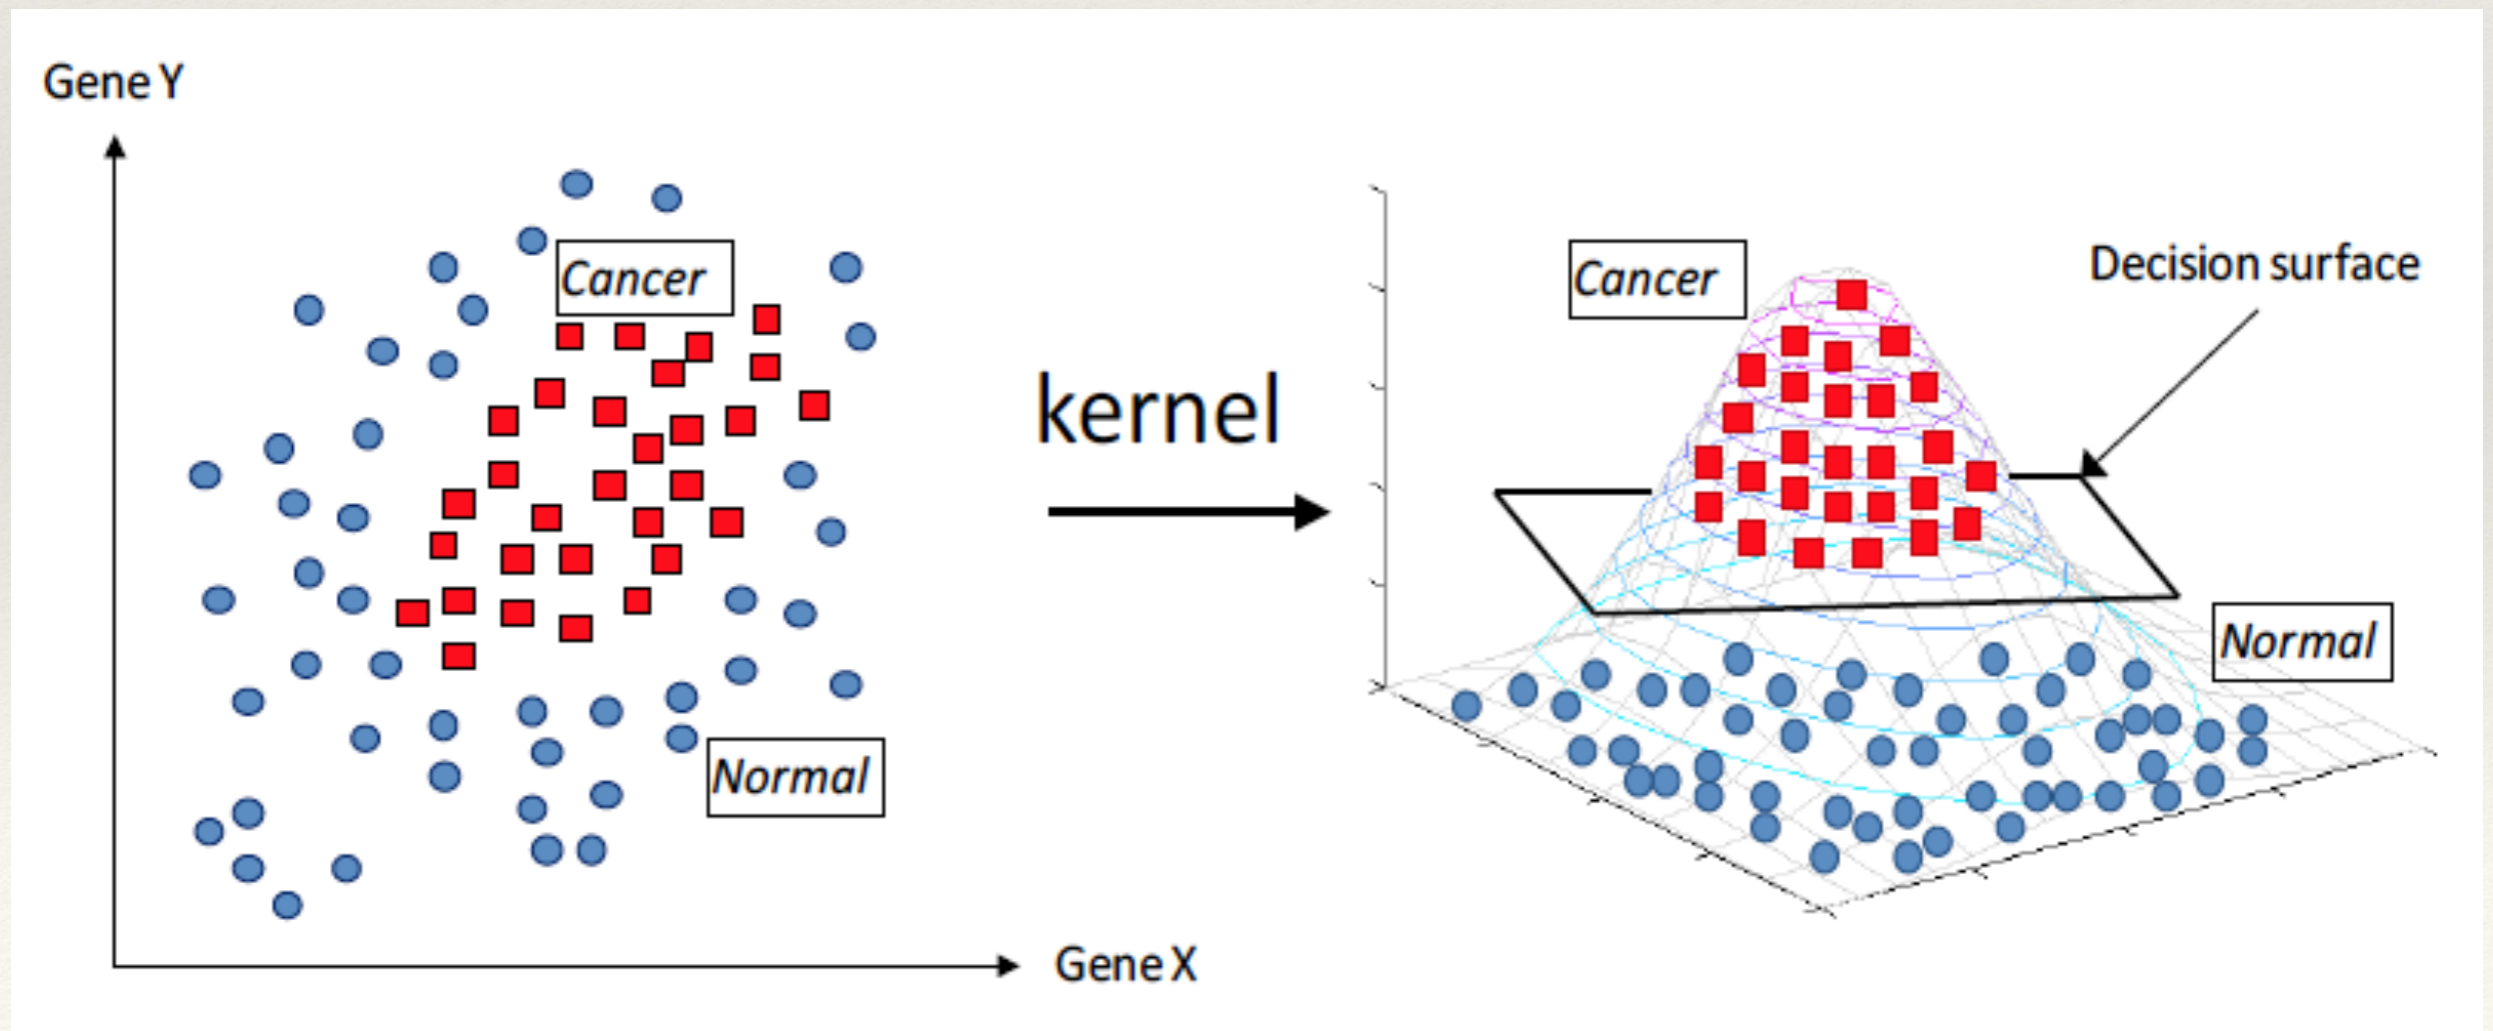 Gene Y
Cancer
Normal
Gene X
kernel
Cancer
Decision surface
Normal